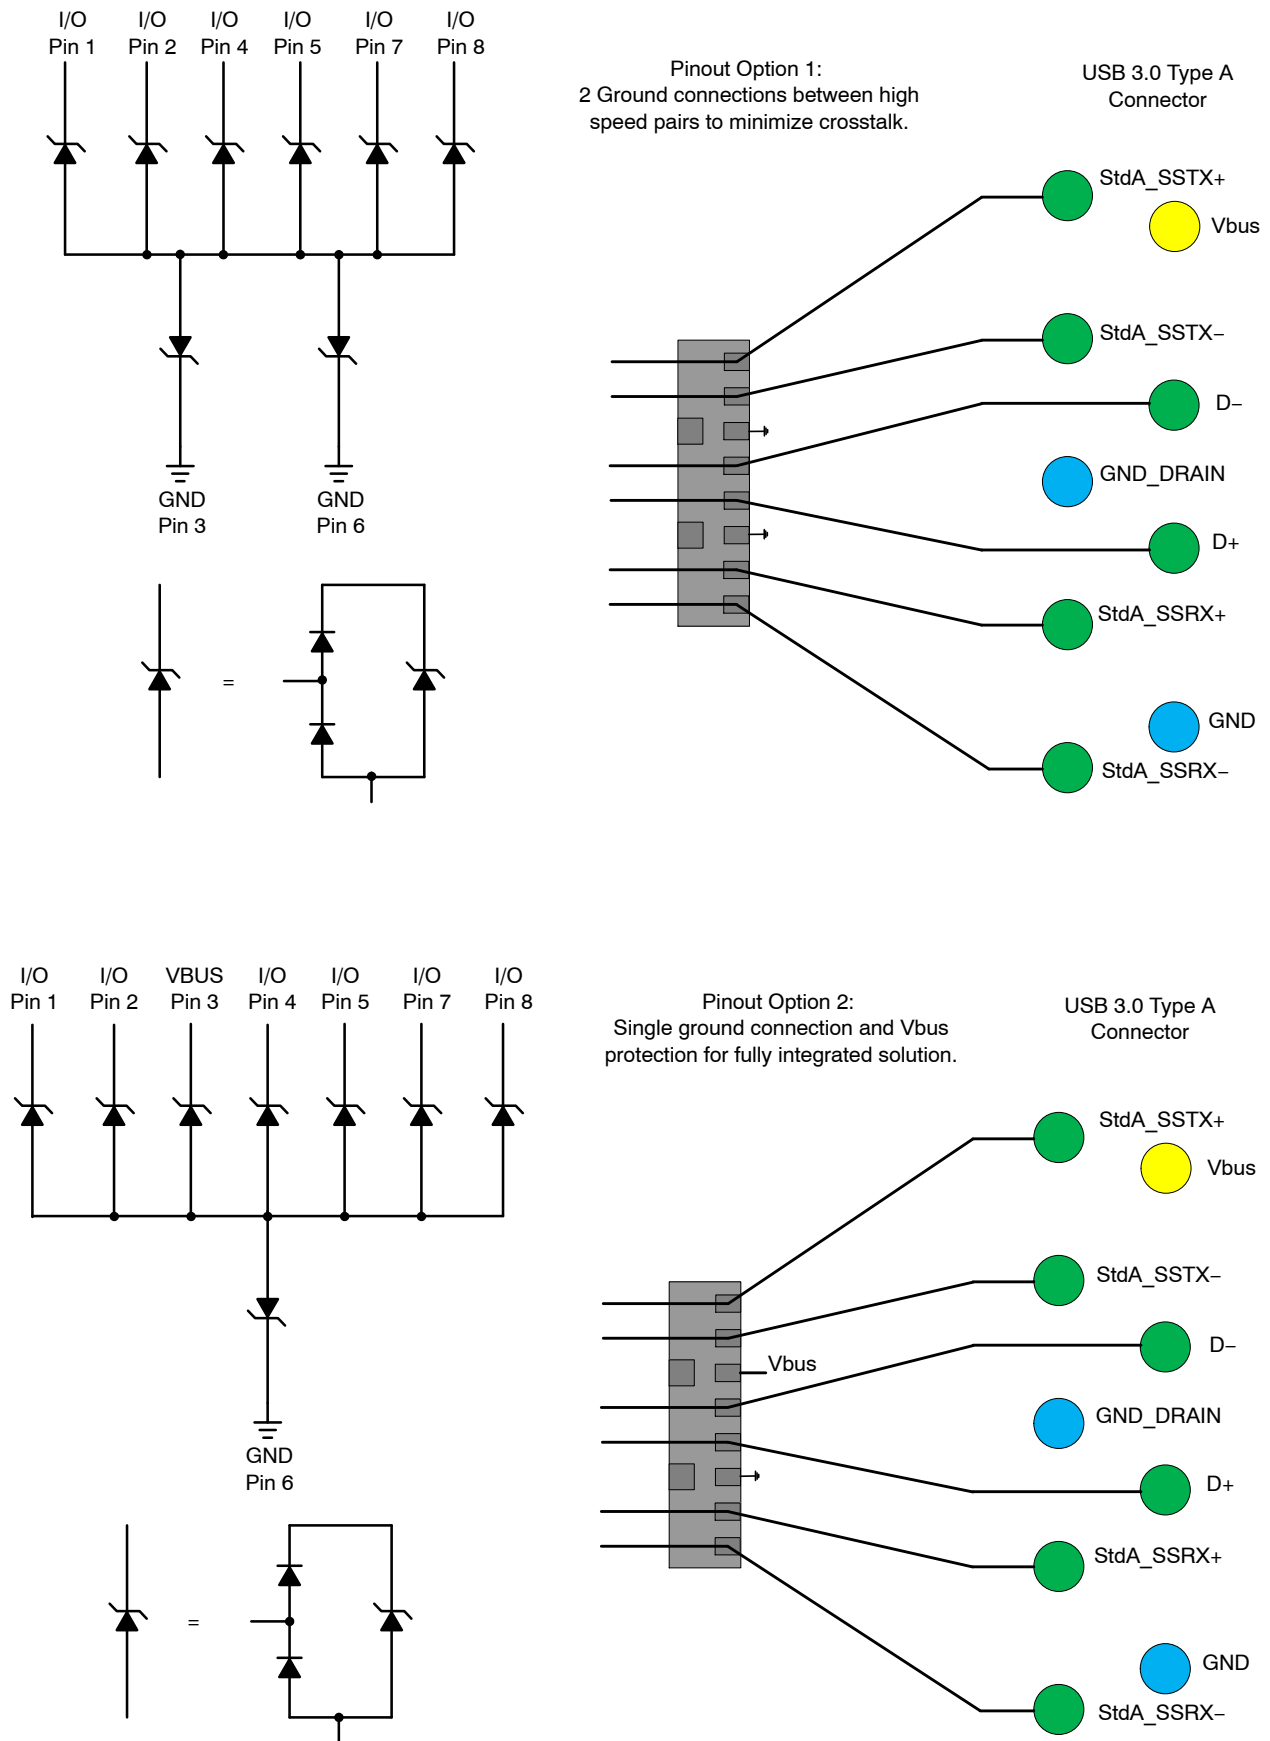 I/O I/O I/O I/O I/O I/O
Pin 1 Pin 2 Pin 4 Pin 5 Pin 7 Pin 8
GND GND
Pin 3 Pin 6
=
Pinout Option 1:
2 Ground connections between high
speed pairs to minimize crosstalk.
USB 3.0 Type A
Connector
StdA_SSTX+
Vbus
StdA_SSTX−
D−
GND_DRAIN
D+
StdA_SSRX+
GND
StdA_SSRX−
I/O I/O VBUS I/O I/O I/O I/O
Pin 1 Pin 2 Pin 3 Pin 4 Pin 5 Pin 7 Pin 8
GND
Pin 6
=
Pinout Option 2:
Single ground connection and Vbus
protection for fully integrated solution.
USB 3.0 Type A
Connector
StdA_SSTX+
Vbus
StdA_SSTX−
D−
Vbus
GND_DRAIN
D+
StdA_SSRX+
GND
StdA_SSRX−